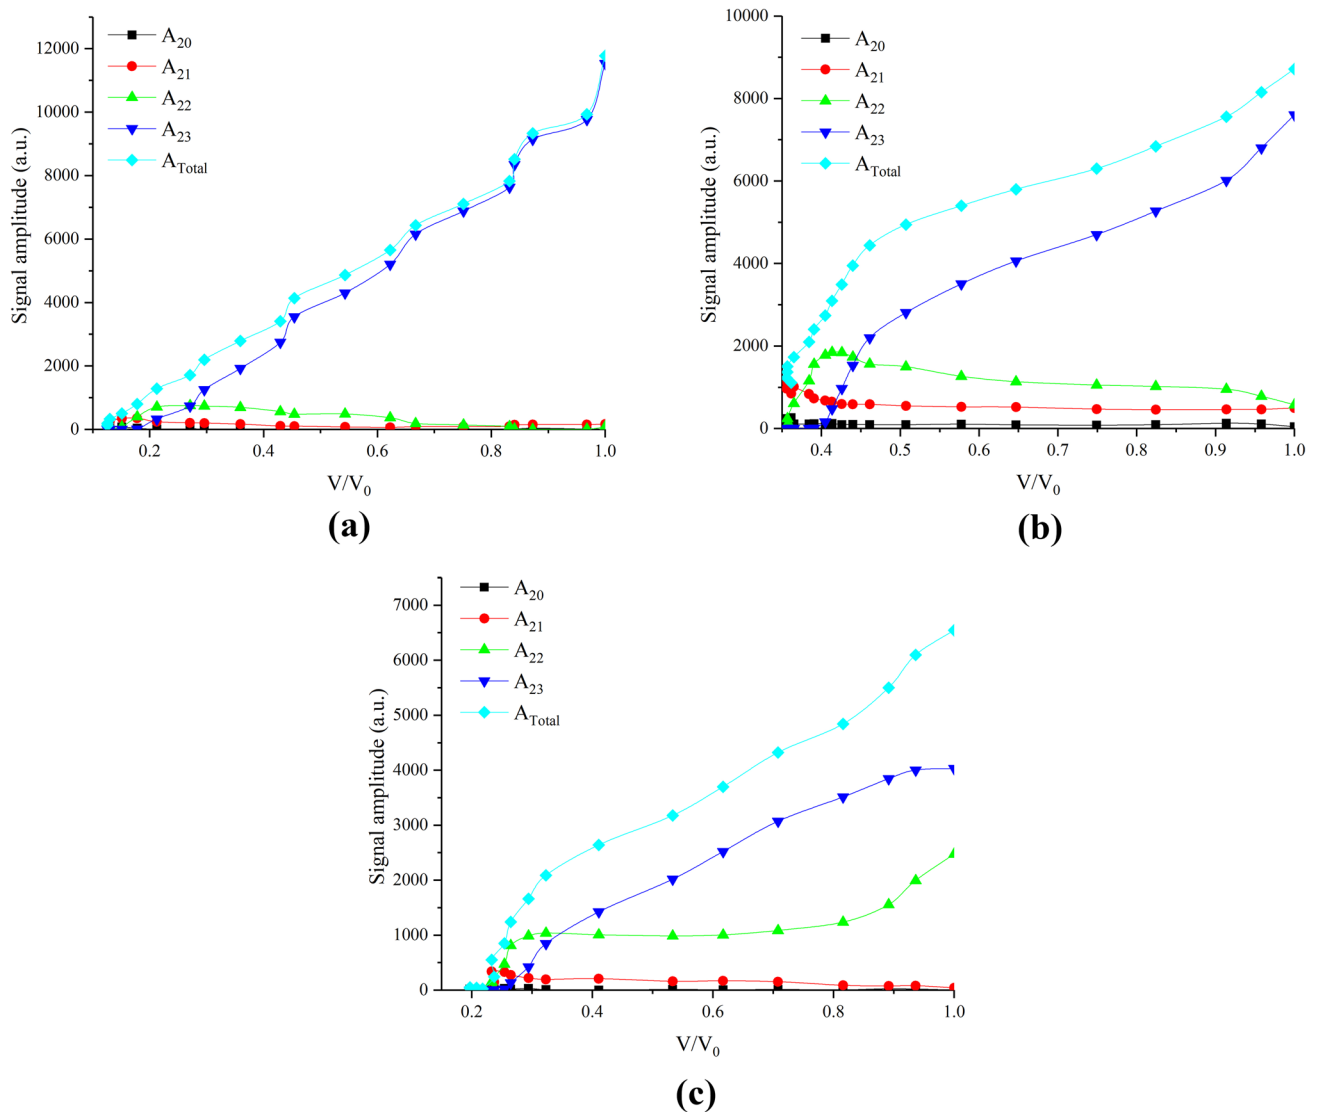 A20
A21
A22
A23
ATotal
12000
10000
8000
6000
4000
2000
0
Signal amplitude (a.u.)
0.2
0.4
0.6
0.8
1.0
V/V0
(a)
A20
A21
A22
A23
ATotal
10000
8000
6000
4000
2000
0
Signal amplitude (a.u.)
0.4
0.5
0.6
0.7
0.8
0.9
1.0
V/V0
(b)
A20
A21
A22
A23
ATotal
7000
6000
5000
4000
3000
2000
1000
0
Signal amplitude (a.u.)
0.2
0.4
0.6
0.8
1.0
V/V0
(c)